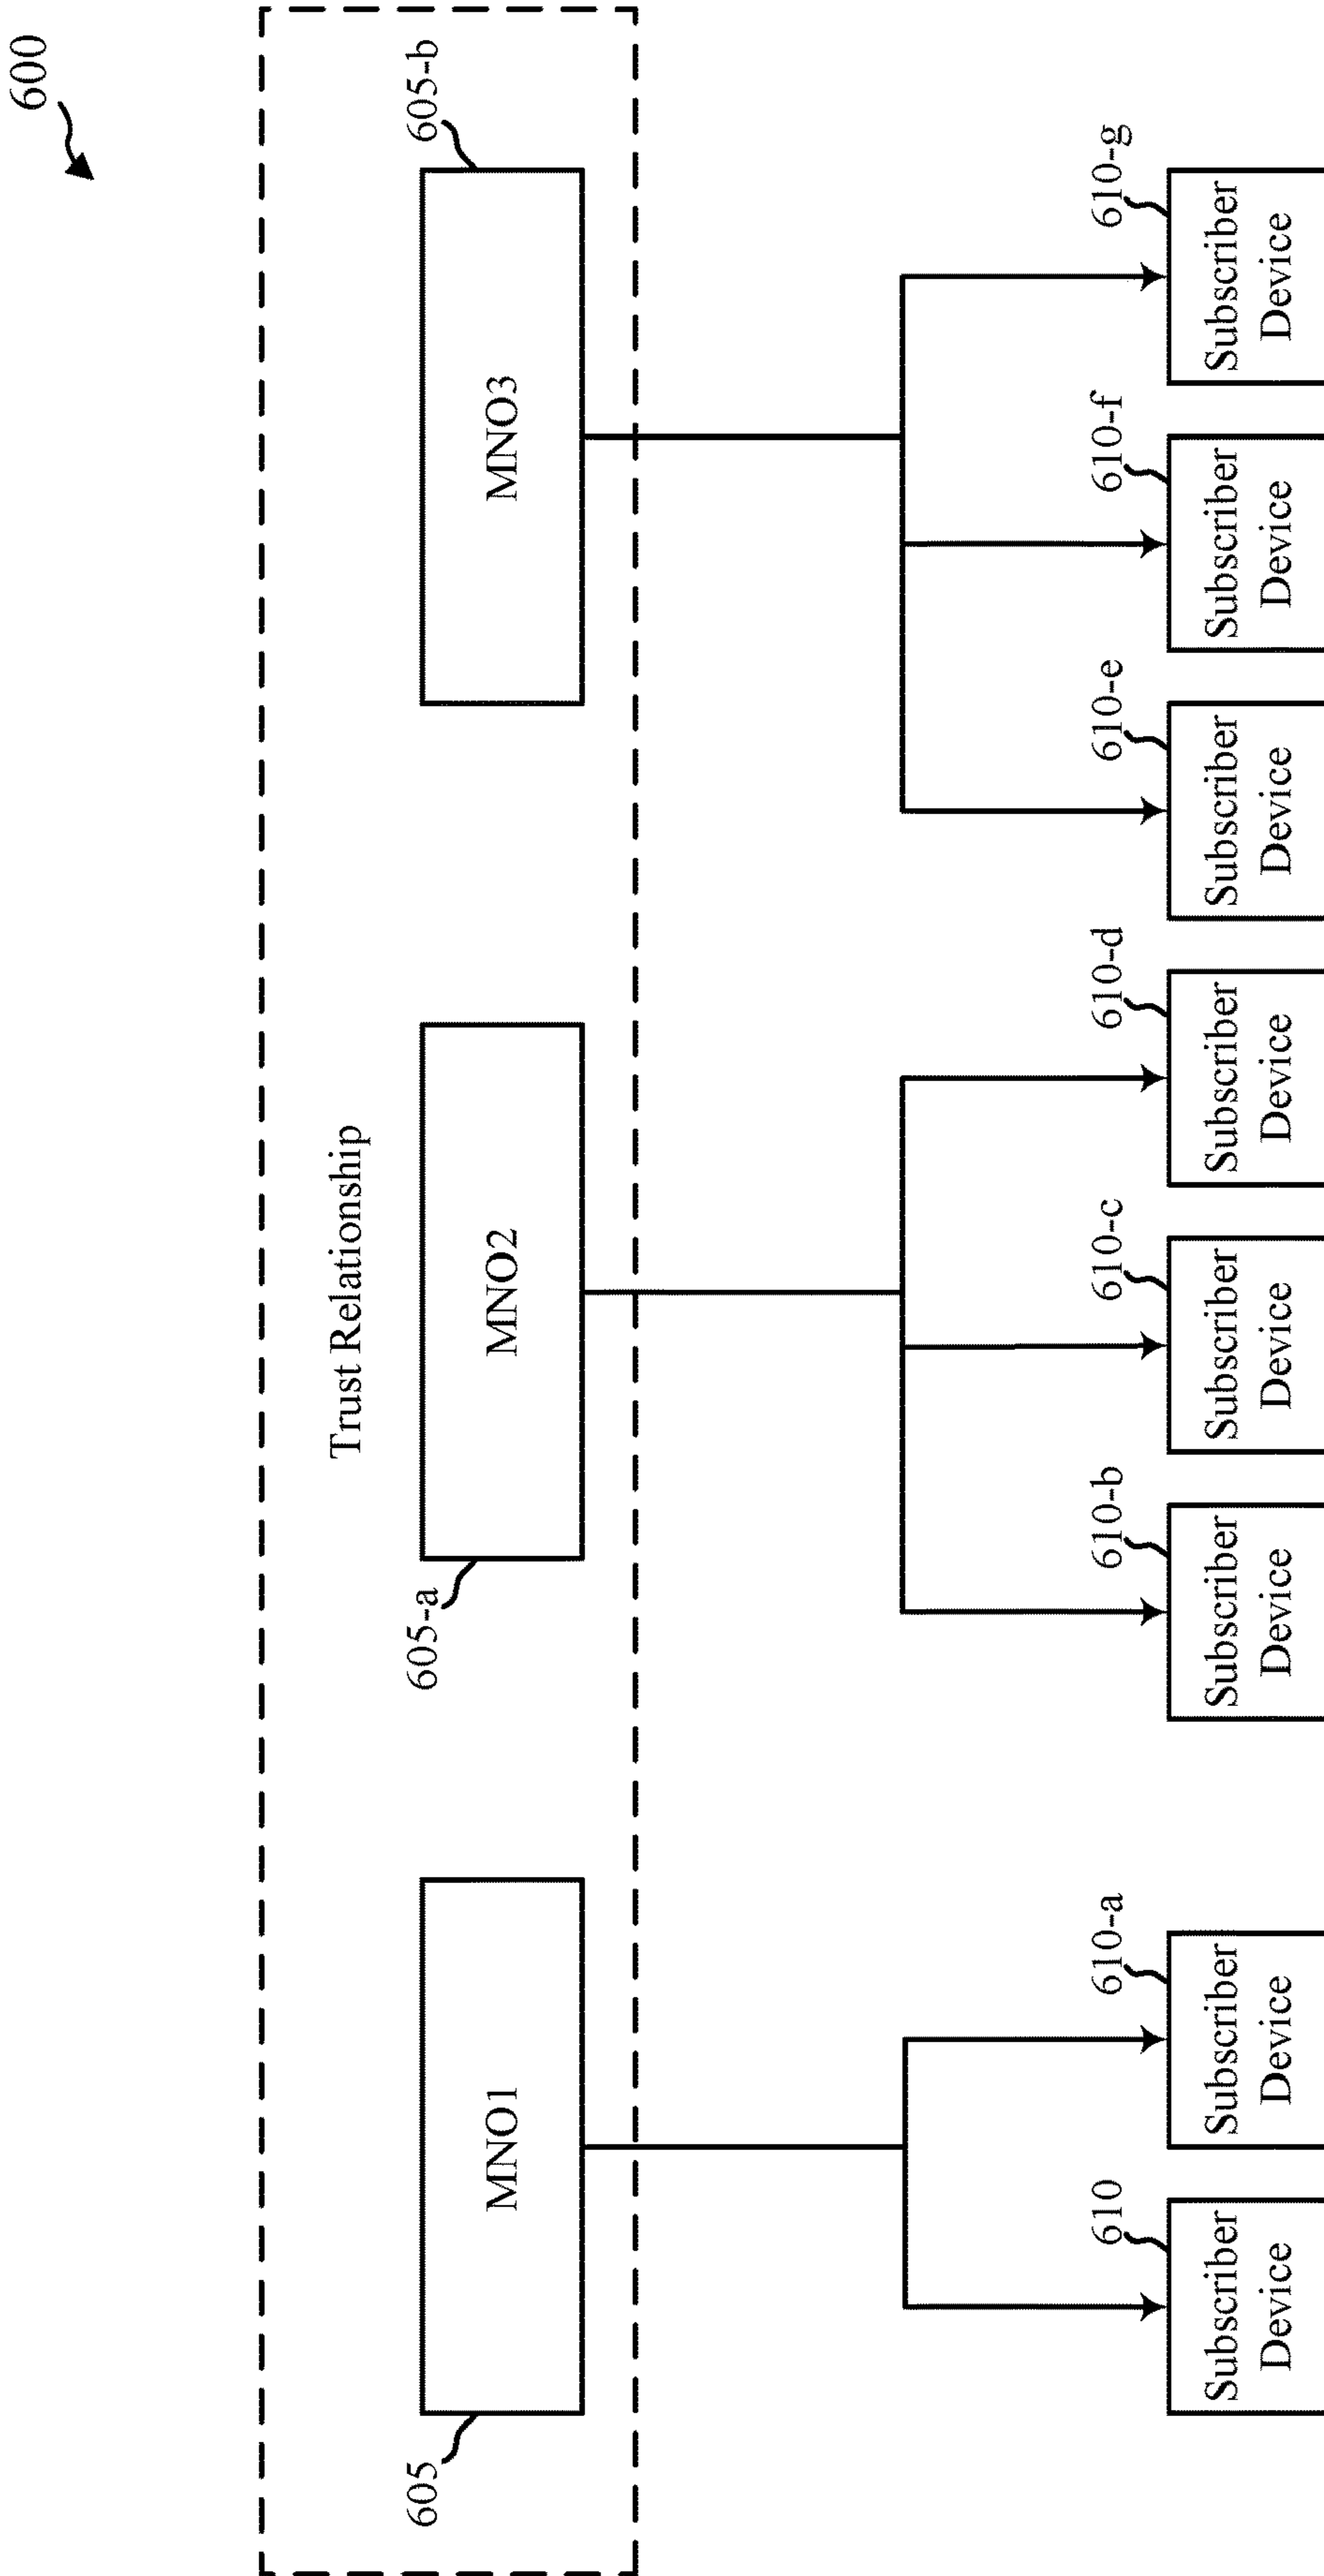 600
Trust Relationship
605
MNO1
605-a
MNO2
605-b
MNO3
610
Subscriber
Device
610-a
Subscriber
Device
610-b
Subscriber
Device
610-c
Subscriber
Device
610-d
Subscriber
Device
610-e
Subscriber
Device
610-f
Subscriber
Device
610-g
Subscriber
Device